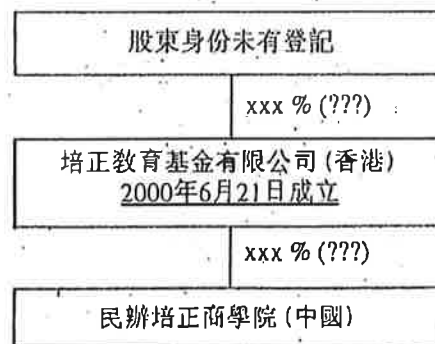 股東身份未有登記
xxx % (???)
培正教育基金有限公司 (香港)
2000年6月21日成立
xxx % (???)
民辦培正商學院 (中國)